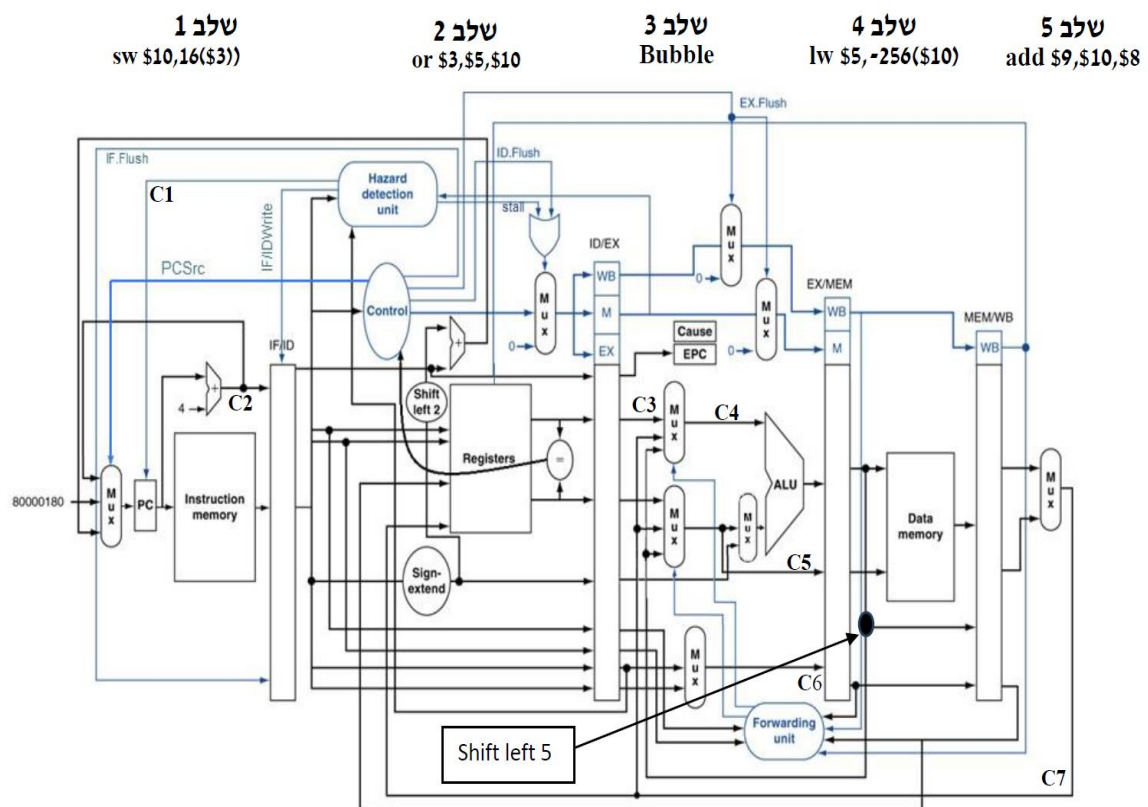 שלב 1
sw $10,16($3))
שלב 2
or $3,$5,$10
שלב 3
Bubble
שלב 4
lw $5,-256($10)
שלב 5
add $9,$10,$8
EX.Flush
IF.Flush
ID.Flush
C1
Hazard
detection
unit
stall
IF/IDWrite
PCSrc
Control
Mux
0
ID/EX
WB
M
EX
Mux
0
Mux
0
Cause
EPC
EX/MEM
WB
M
MEM/WB
WB
IF/ID
+
4
C2
+
Shift
left 2
Registers
=
C3
Mux
C4
Mux
Mux
ALU
C5
80000180
Mux
PC
Instruction
memory
Data
memory
Mux
Sign-
extend
Mux
C6
Forwarding
unit
Shift left 5
C7